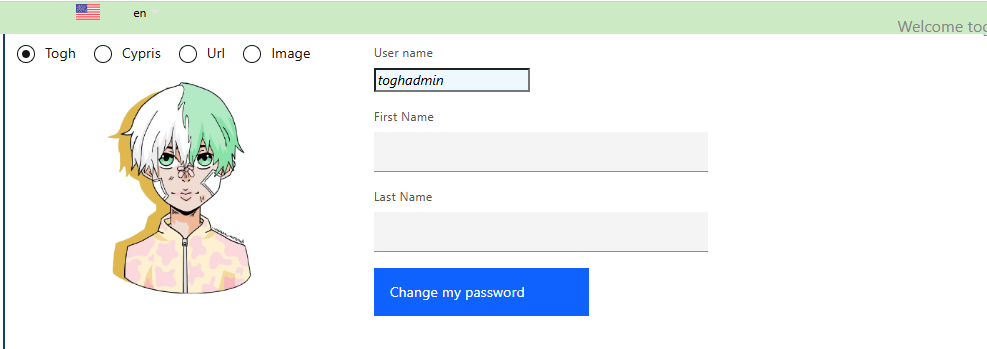 en
Welcome tog
Togh Cypris Url Image
User name
toghadmin
First Name
Last Name
Change my password